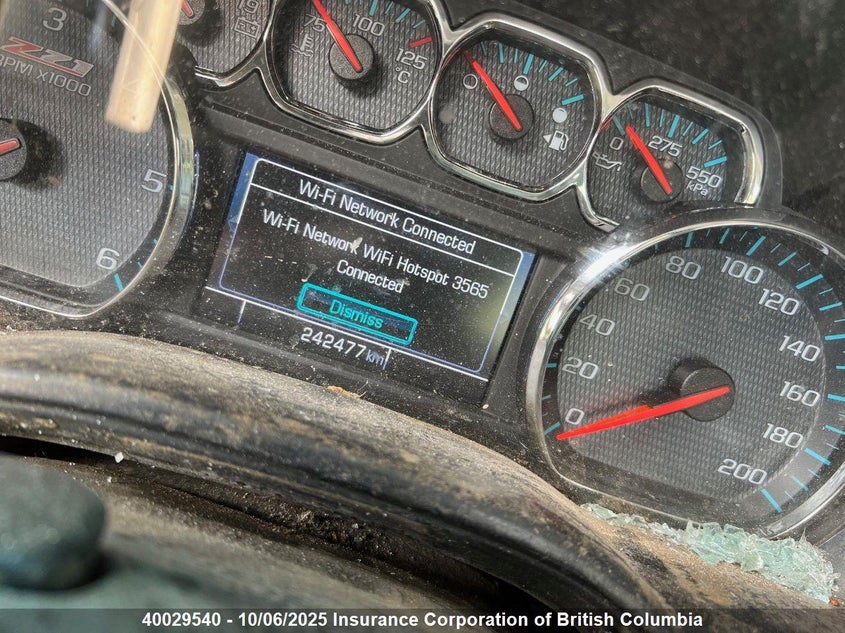 3
Z71
RPM X1000
5
6
19
75
100
125
C
0
275
550
kPa
Wi-Fi Network Connected
Wi-Fi Network WiFi Hotspot 3565
Connected
Dismiss
242477 km
0
20
40
60
80
100
120
140
160
180
200
40029540 - 10/06/2025 Insurance Corporation of British Columbia